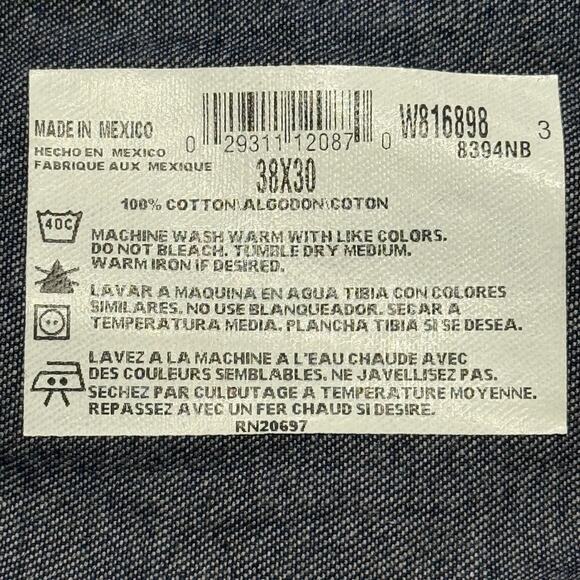 MADE IN MEXICO
HECHO EN MEXICO
FABRIQUE AUX MEXIQUE
0 29311 12087 0
W816898
8394NB
3
38X30
100% COTTON\ALGODON\COTON
40C
MACHINE WASH WARM WITH LIKE COLORS.
DO NOT BLEACH. TUMBLE DRY MEDIUM.
WARM IRON IF DESIRED.
LAVAR A MAQUINA EN AGUA TIBIA CON COLORES
SIMILARES. NO USE BLANQUEADOR. SECAR A
TEMPERATURA MEDIA. PLANCHA TIBIA SI SE DESEA.
LAVEZ A LA MACHINE A L'EAU CHAUDE AVEC
DES COULEURS SEMBLABLES. NE JAVELLISEZ PAS.
SECHEZ PAR CULBUTAGE A TEMPERATURE MOYENNE.
REPASSEZ AVEC UN FER CHAUD SI DESIRE.
RN20697